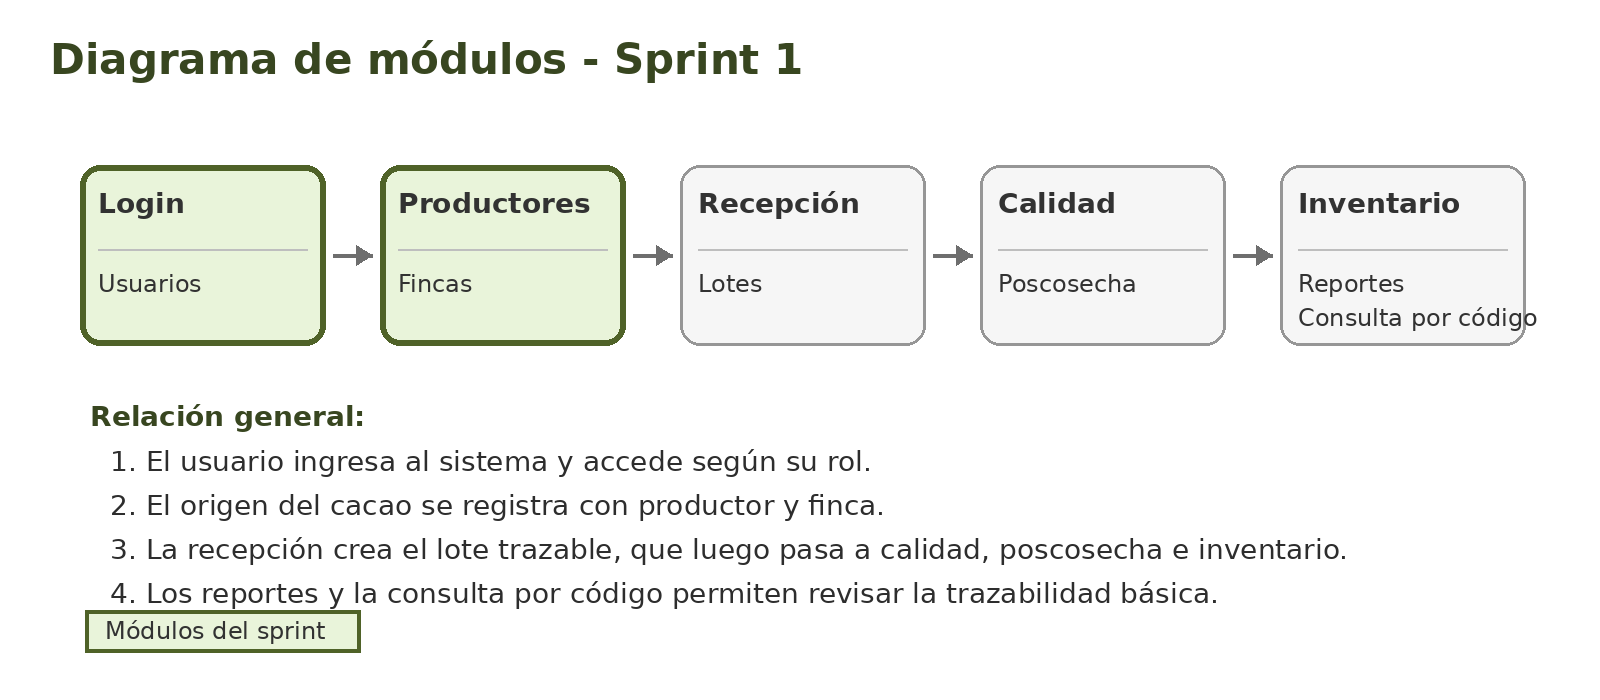 Diagrama de módulos - Sprint 1
Login
Usuarios
Productores
Fincas
Recepción
Lotes
Calidad
Poscosecha
Inventario
Reportes
Consulta por código
Relación general:
1. El usuario ingresa al sistema y accede según su rol.
2. El origen del cacao se registra con productor y finca.
3. La recepción crea el lote trazable, que luego pasa a calidad, poscosecha e inventario.
4. Los reportes y la consulta por código permiten revisar la trazabilidad básica.
Módulos del sprint